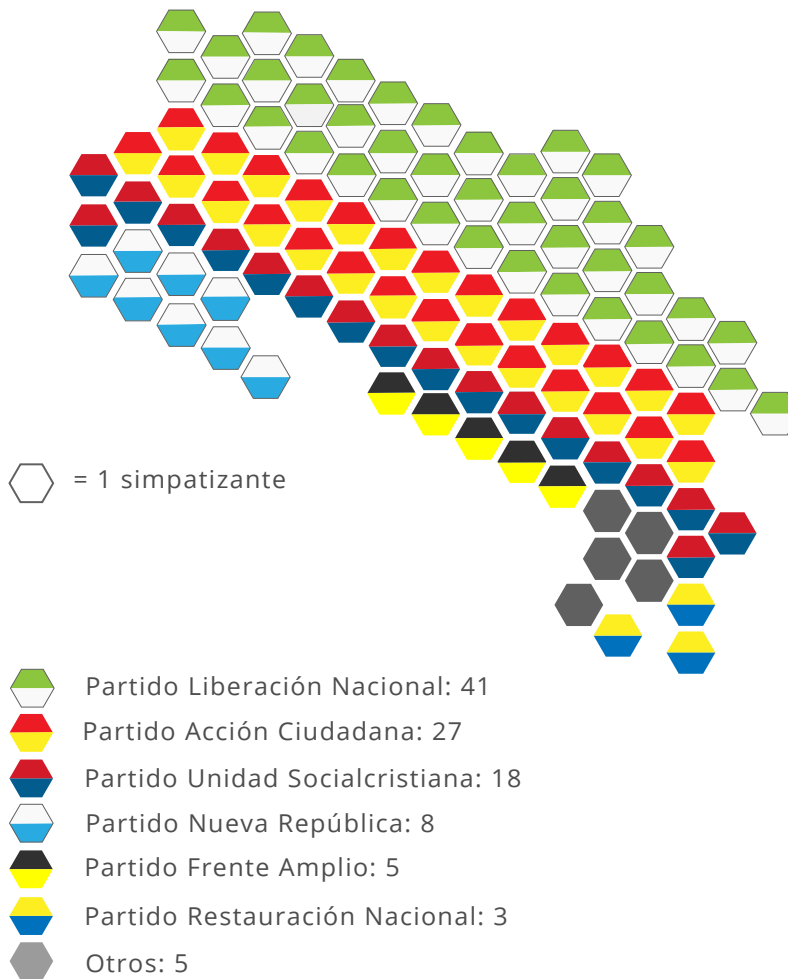 = 1 simpatizante
Partido Liberación Nacional: 41
Partido Acción Ciudadana: 27
Partido Unidad Socialcristiana: 18
Partido Nueva República: 8
Partido Frente Amplio: 5
Partido Restauración Nacional: 3
Otros: 5